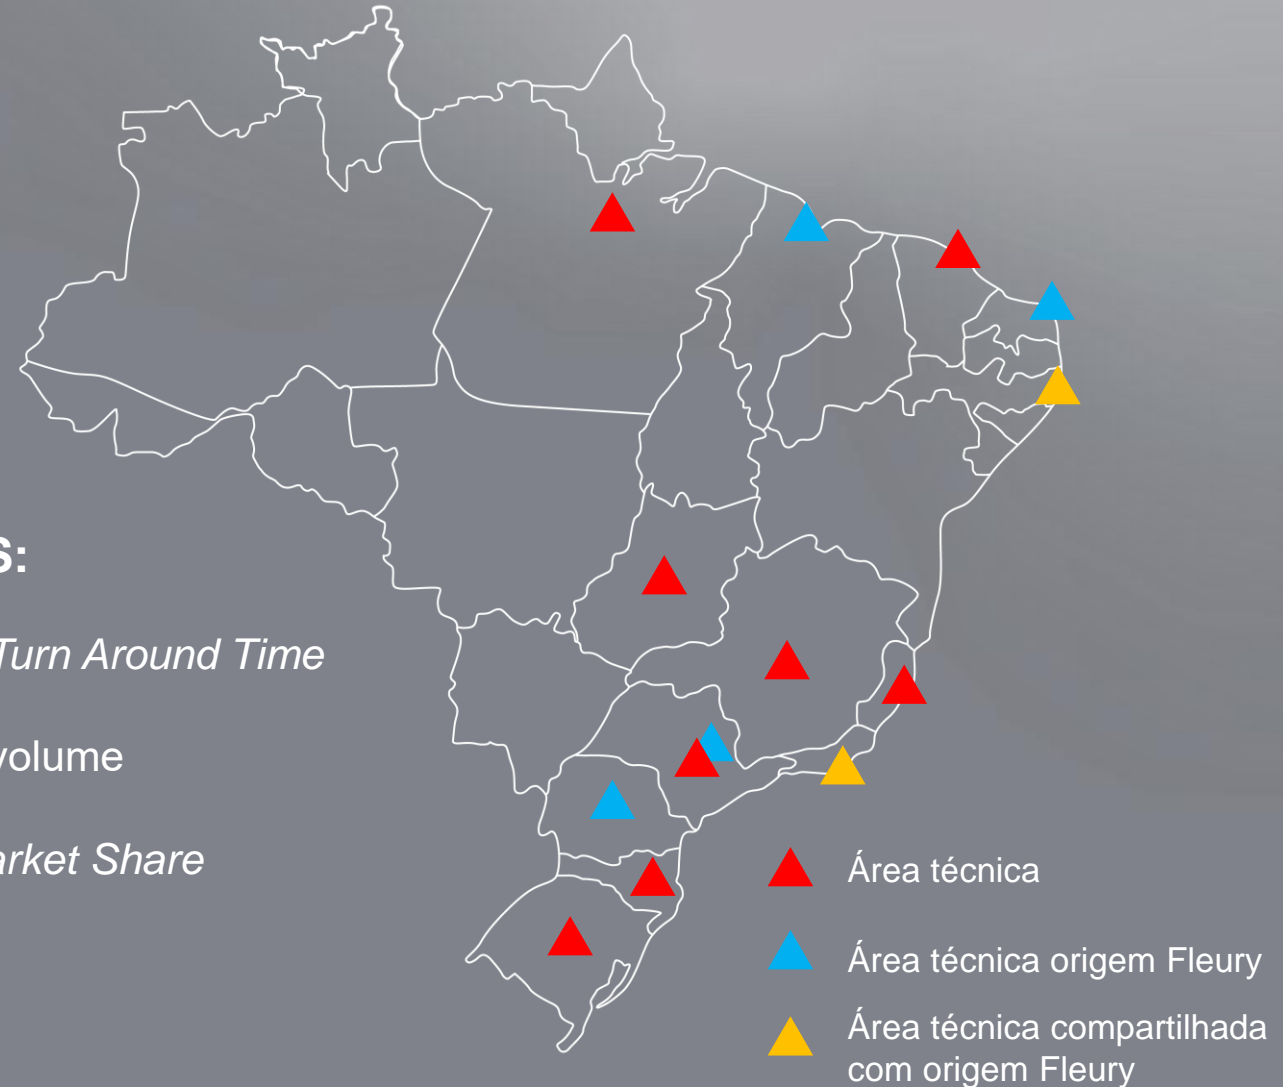 S:
Turn Around Time
volume
arket Share
Área técnica
Área técnica origem Fleury
Área técnica compartilhada
com origem Fleury